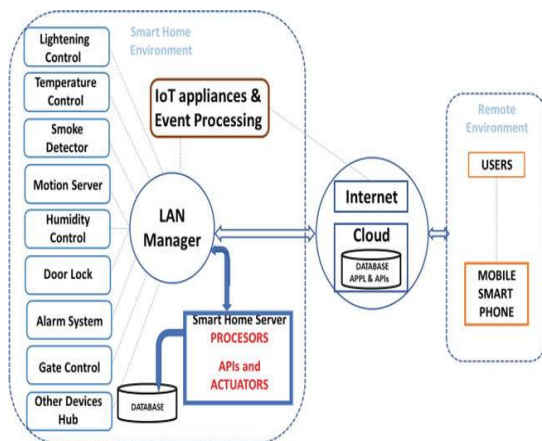 Smart Home
Environment
Lightening
Control
Temperature
Control
Smoke
Detector
Motion Server
Humidity
Control
Door Lock
Alarm System
Gate Control
Other Devices
Hub
IoT appliances &
Event Processing
LAN
Manager
Smart Home Server
PROCESORS
APIs and
ACTUATORS
DATABASE
Internet
Cloud
DATABASE
APPL & APIs
Remote
Environment
USERS
MOBILE
SMART
PHONE